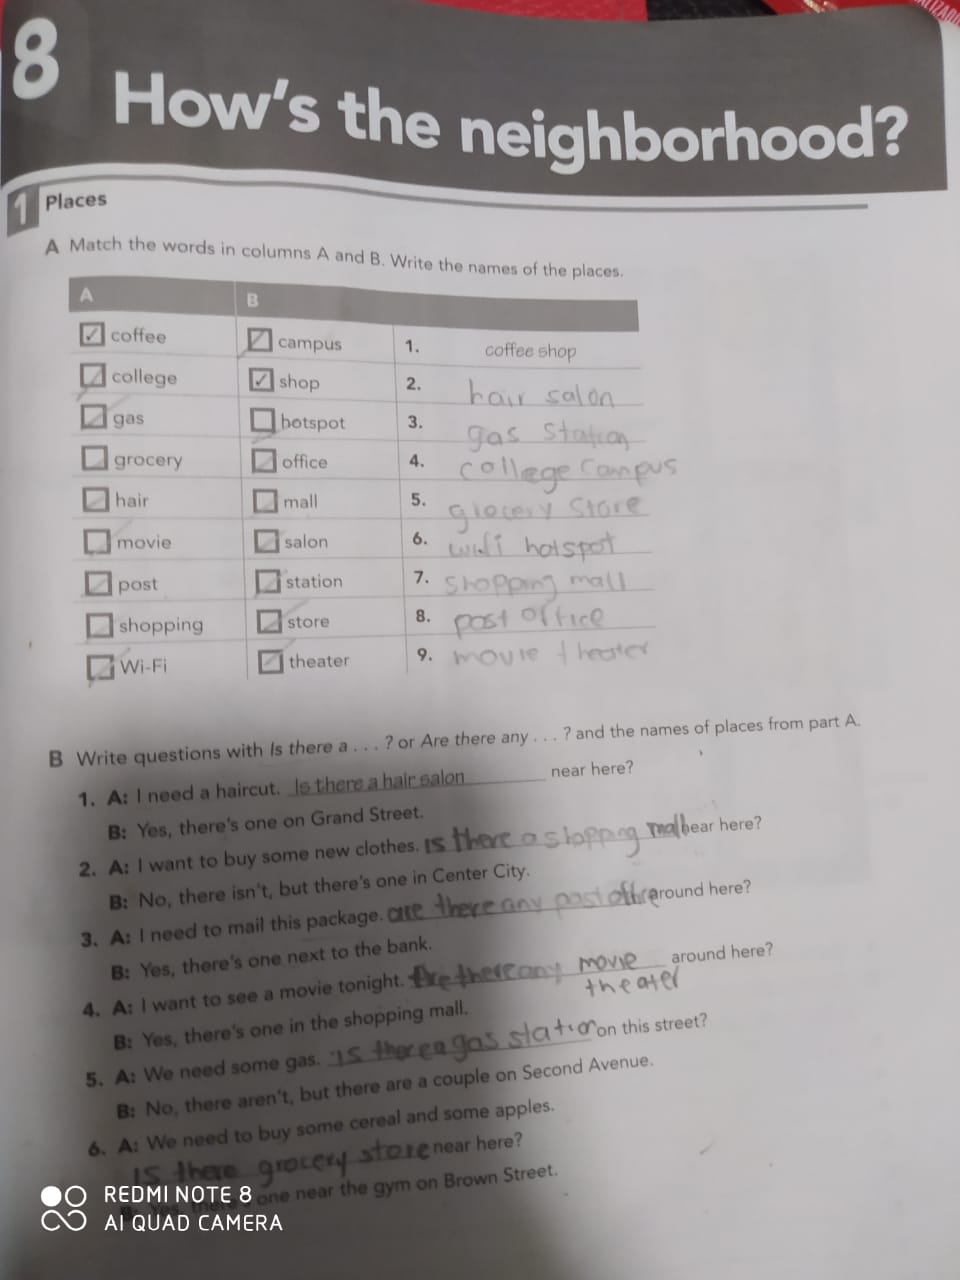 8
How's the neighborhood?
1 Places
A Match the words in columns A and B. Write the names of the places.
A B
coffee campus 1. coffee shop
college shop 2. hair salon
gas hotspot 3. gas station
grocery office 4. college campus
hair mall 5. grocery store
movie salon 6. wifi hotspot
post station 7. shopping mall
shopping store 8. post office
Wi-Fi theater 9. movie theater
B Write questions with Is there a . . . ? or Are there any . . . ? and the names of places from part A.
1. A: I need a haircut. Is there a hair salon near here?
B: Yes, there's one on Grand Street.
2. A: I want to buy some new clothes. Is there a shopping mall near here?
B: No, there isn't, but there's one in Center City.
3. A: I need to mail this package. are there any post office around here?
B: Yes, there's one next to the bank.
4. A: I want to see a movie tonight. Are there any movie around here?
theater
B: Yes, there's one in the shopping mall.
5. A: We need some gas. Is there a gas station on this street?
B: No, there aren't, but there are a couple on Second Avenue.
6. A: We need to buy some cereal and some apples.
Is there grocery store near here?
B: Yes, there's one near the gym on Brown Street.
REDMI NOTE 8
AI QUAD CAMERA